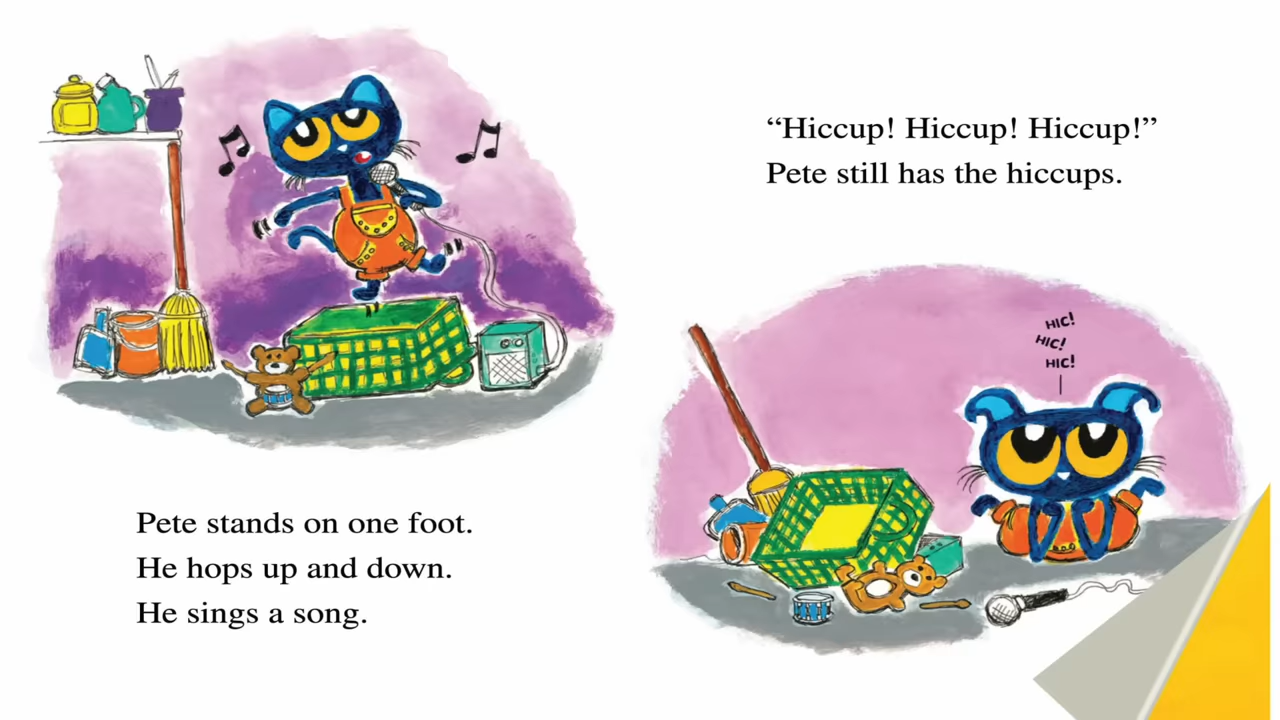 Pete stands on one foot.
He hops up and down.
He sings a song.
“Hiccup! Hiccup! Hiccup!”
Pete still has the hiccups.
HIC!
HIC!
HIC!